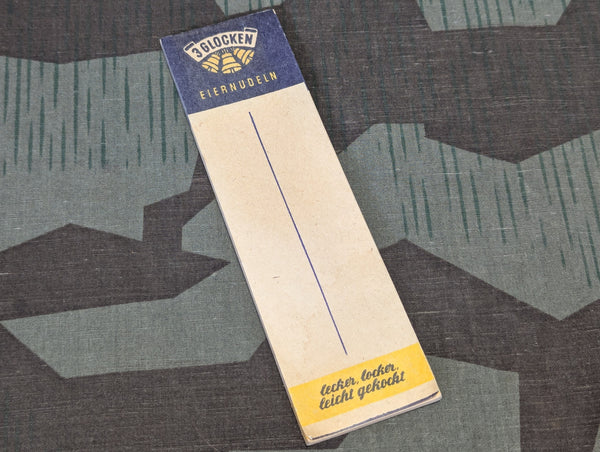 3 GLOCKEN
EIERNUDELN
lecker, locker,
leicht gekocht